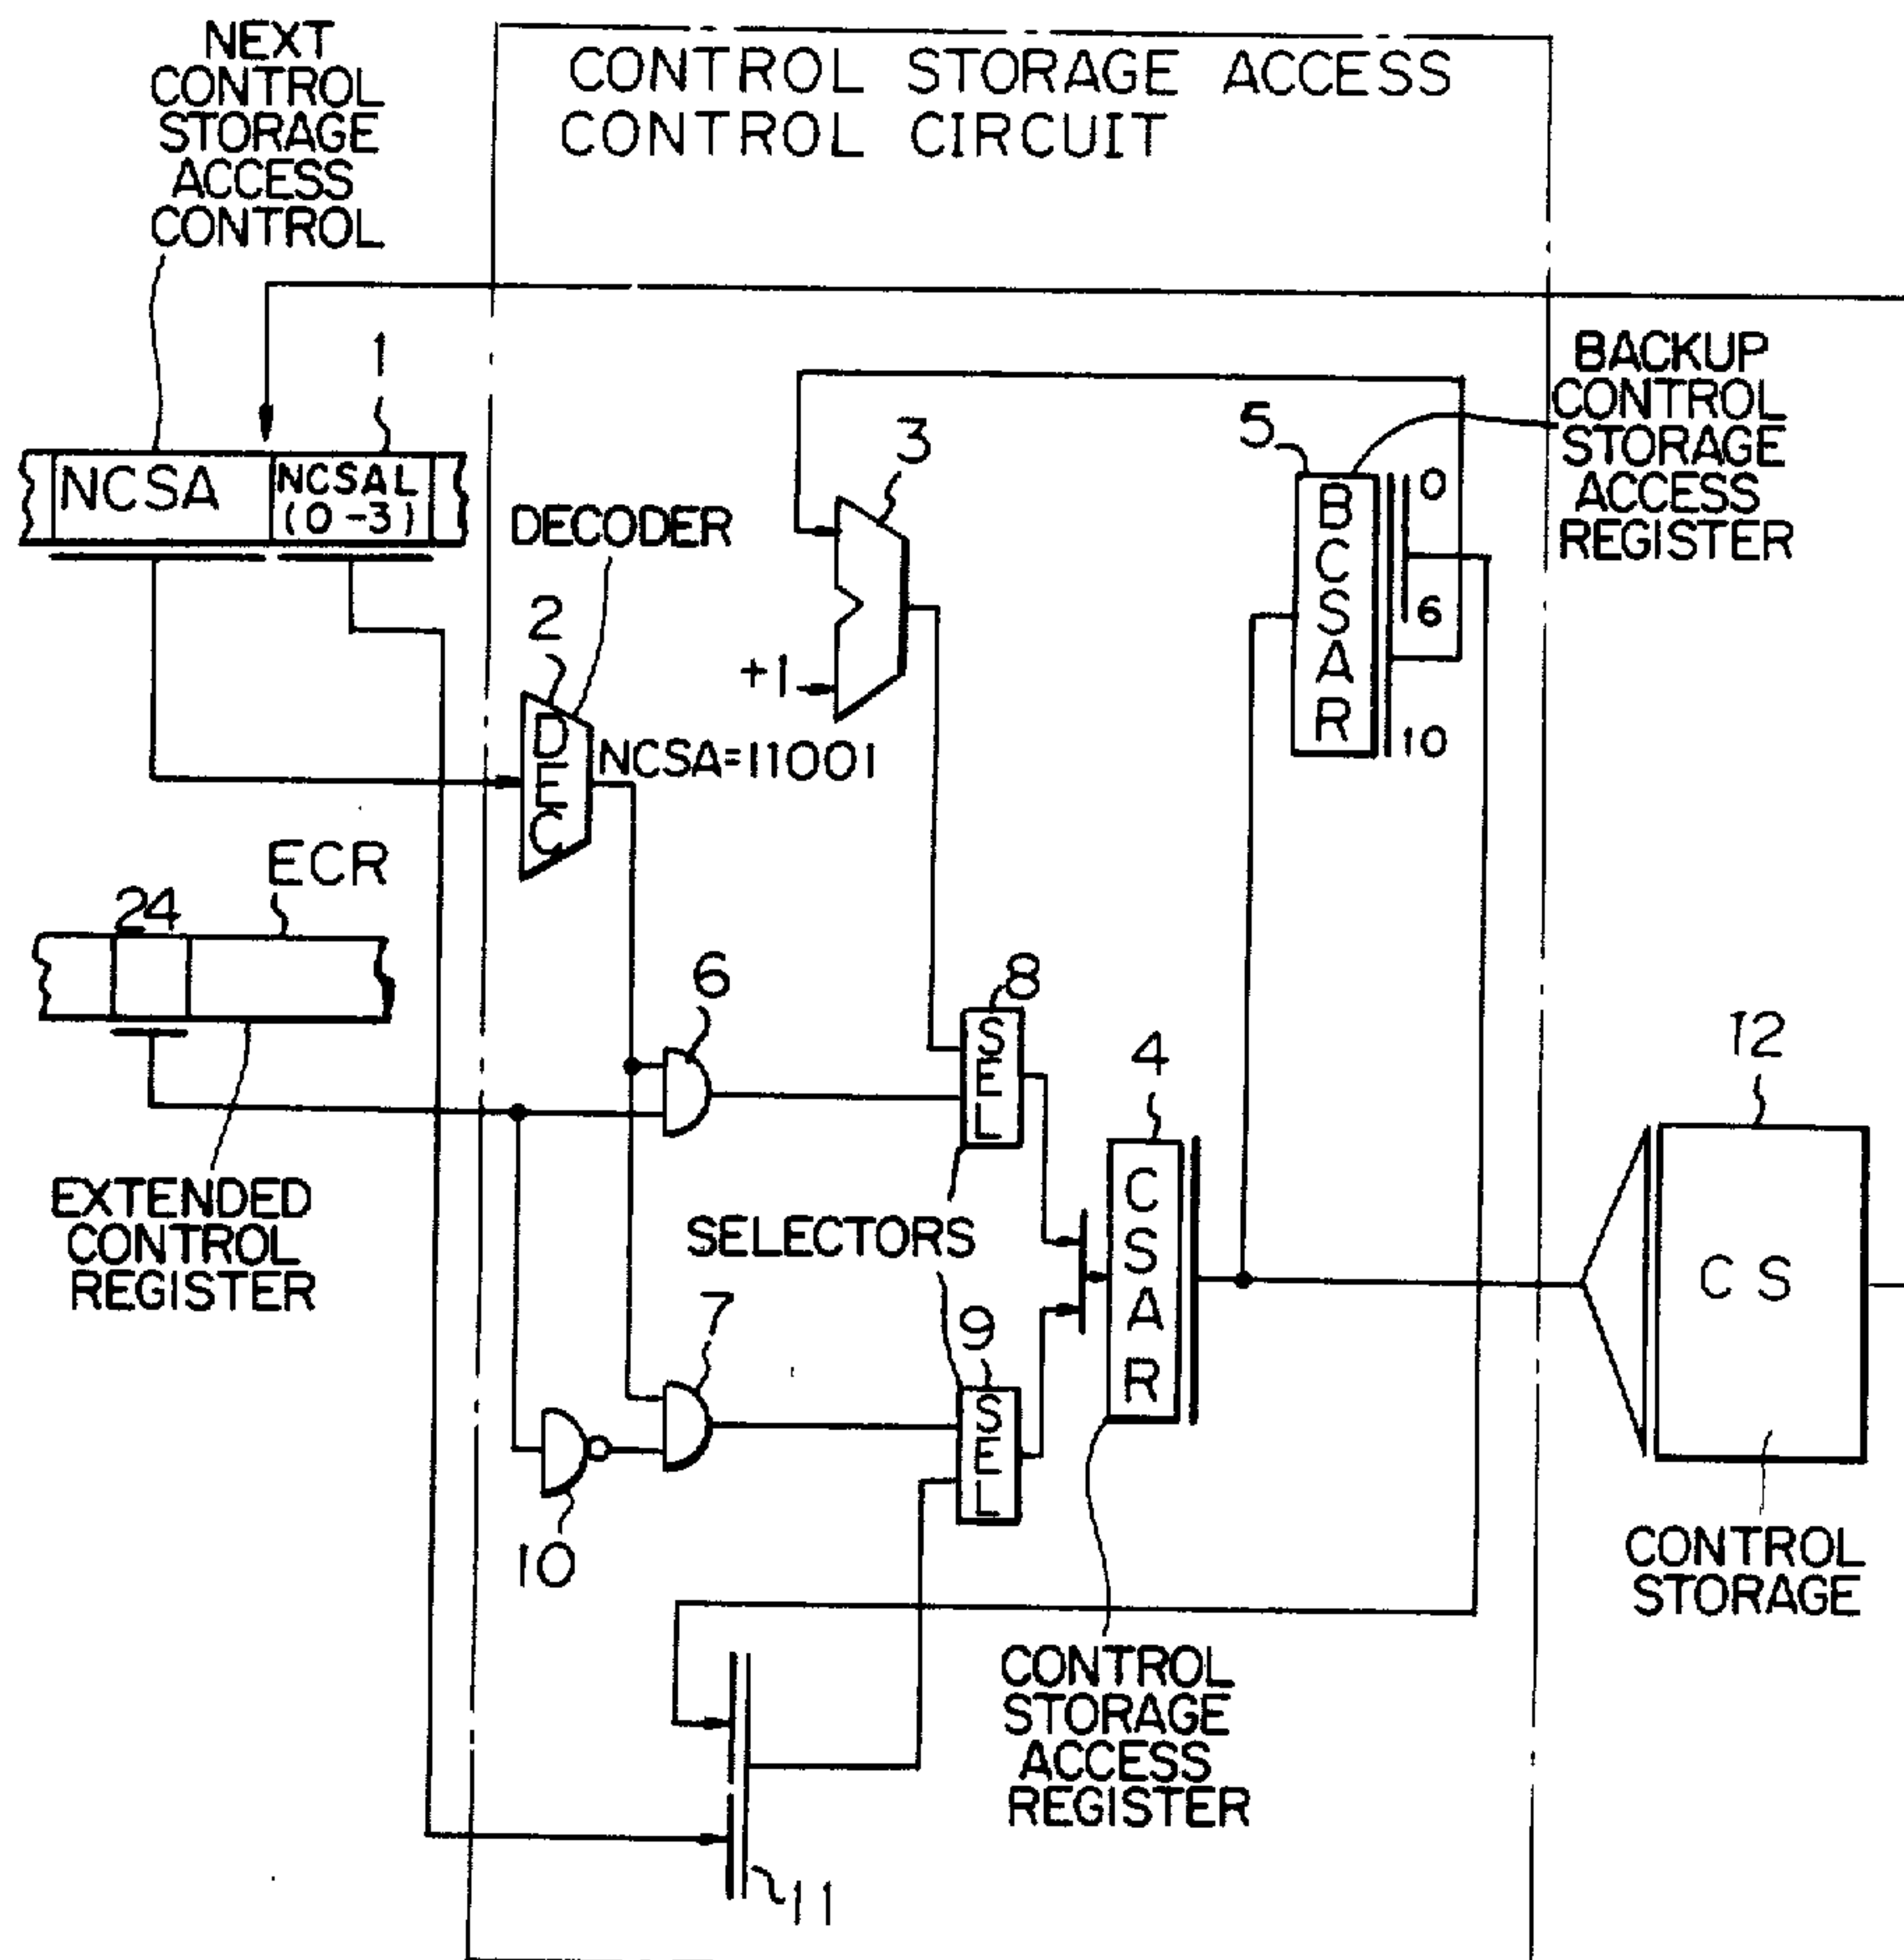 NEXT
CONTROL
STORAGE
ACCESS
CONTROL
CONTROL STORAGE ACCESS
CONTROL CIRCUIT
1
NCSA
NCSAL
(0-3)
DECODER
2
DEC
NCSA=11001
3
+1
5
BCSAR
0
6
10
BACKUP
CONTROL
STORAGE
ACCESS
REGISTER
ECR
24
EXTENDED
CONTROL
REGISTER
6
7
10
8
SEL
SELECTORS
9
SEL
4
CSAR
12
CS
CONTROL
STORAGE
CONTROL
STORAGE
ACCESS
REGISTER
11